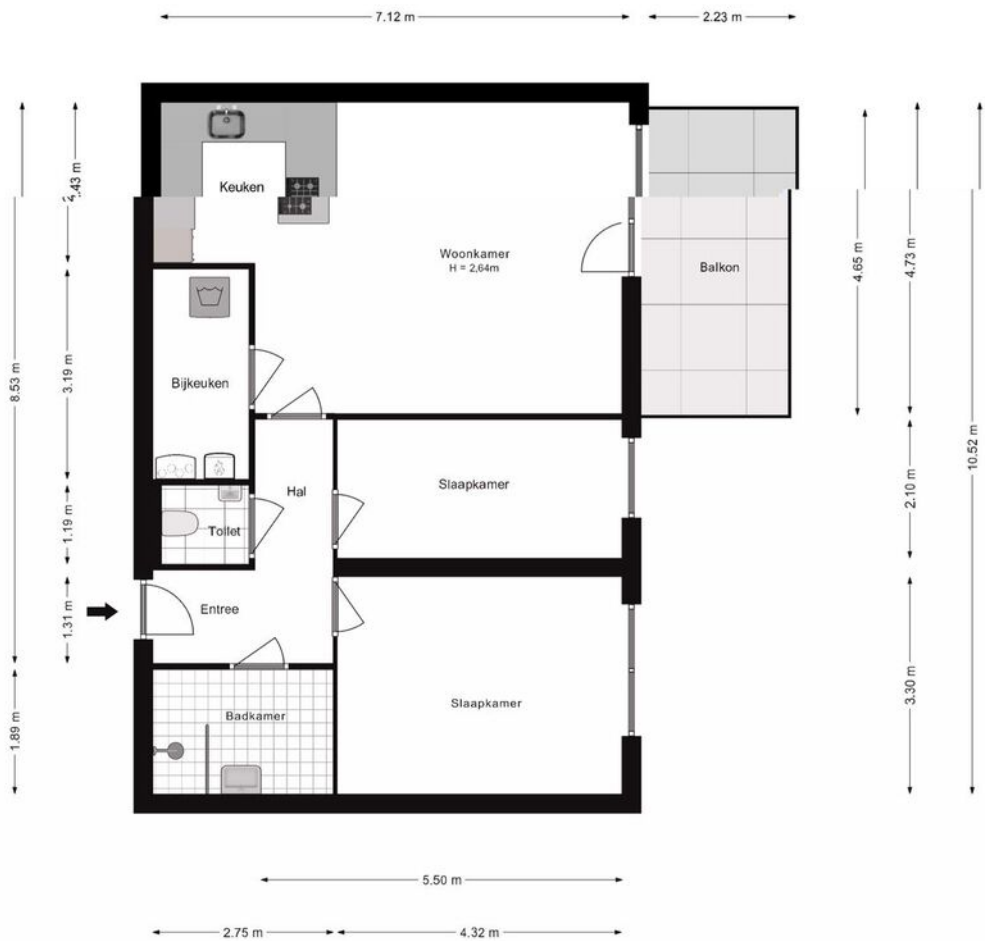 7.12 m
2.23 m
Keuken
2.43 m
Woonkamer
H = 2,64m
Balkon
4.65 m
4.73 m
8.53 m
3.19 m
Bijkeuken
10.52 m
Hal
Slaapkamer
2.10 m
1.19 m
Toilet
1.31 m
Entree
3.30 m
Slaapkamer
Badkamer
1.89 m
5.50 m
2.75 m
4.32 m